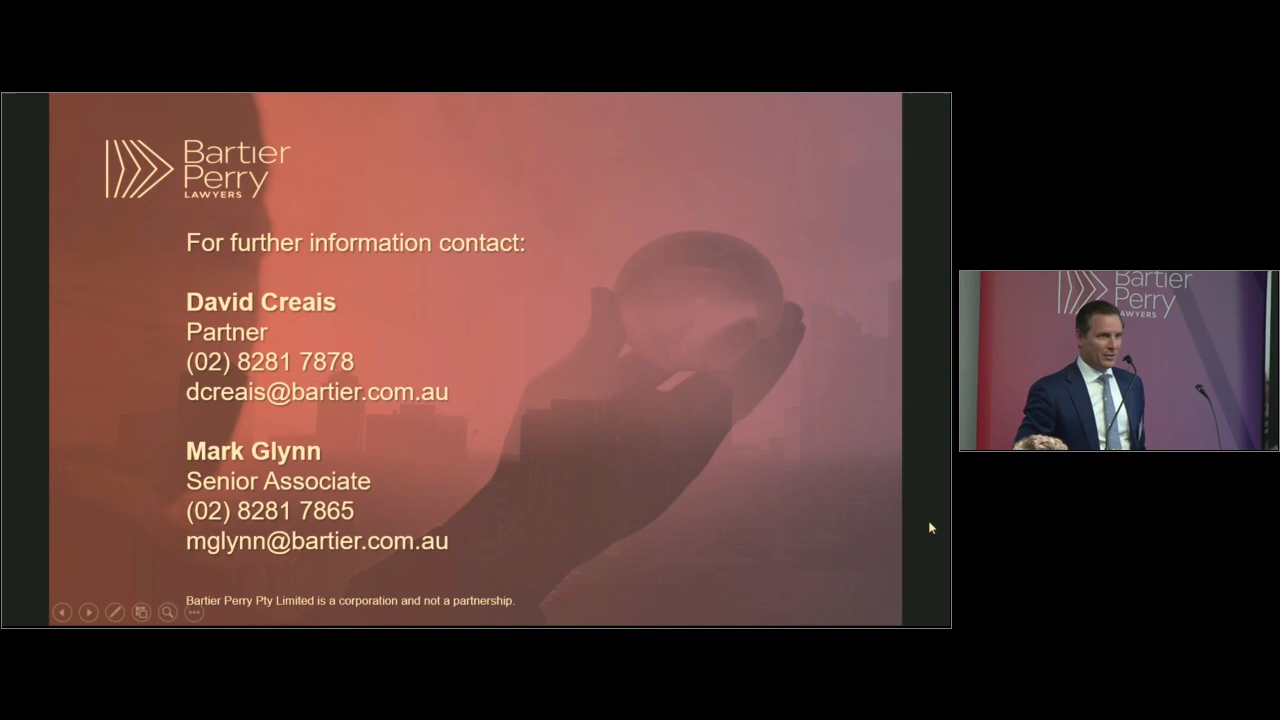 Bartier
Perry
LAWYERS
For further information contact:
David Creais
Partner
(02) 8281 7878
dcreais@bartier.com.au
Mark Glynn
Senior Associate
(02) 8281 7865
mglynn@bartier.com.au
Bartier Perry Pty Limited is a corporation and not a partnership.
Bartier
Perry
LAWYERS